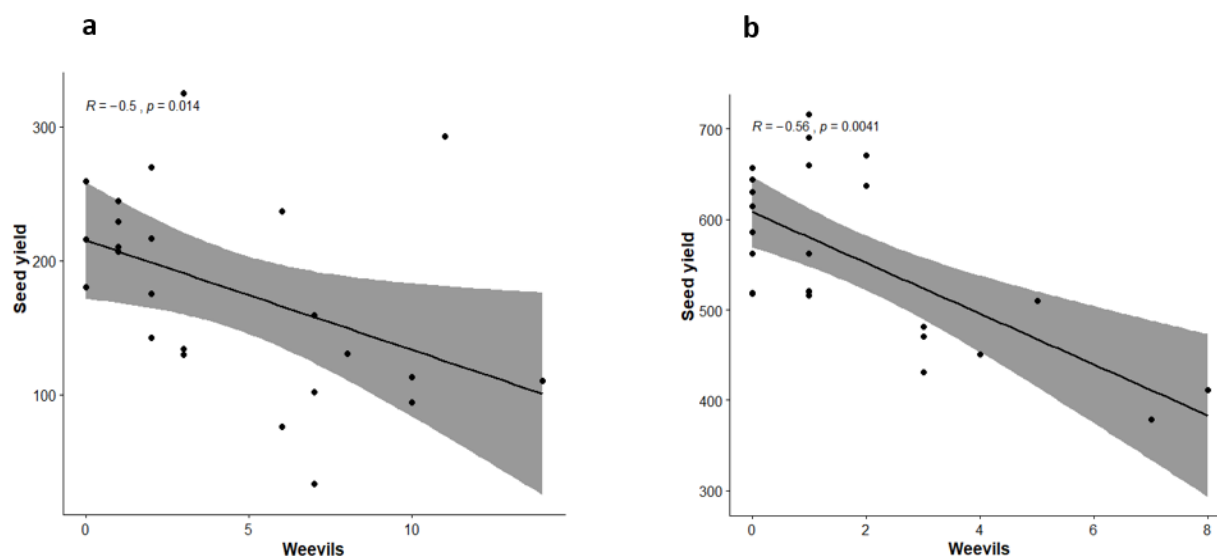 a
R = −0.5 , p = 0.014
300
200
100
Seed yield
0
5
10
Weevils
b
R = −0.56 , p = 0.0041
700
600
500
400
300
Seed yield
0
2
4
6
8
Weevils